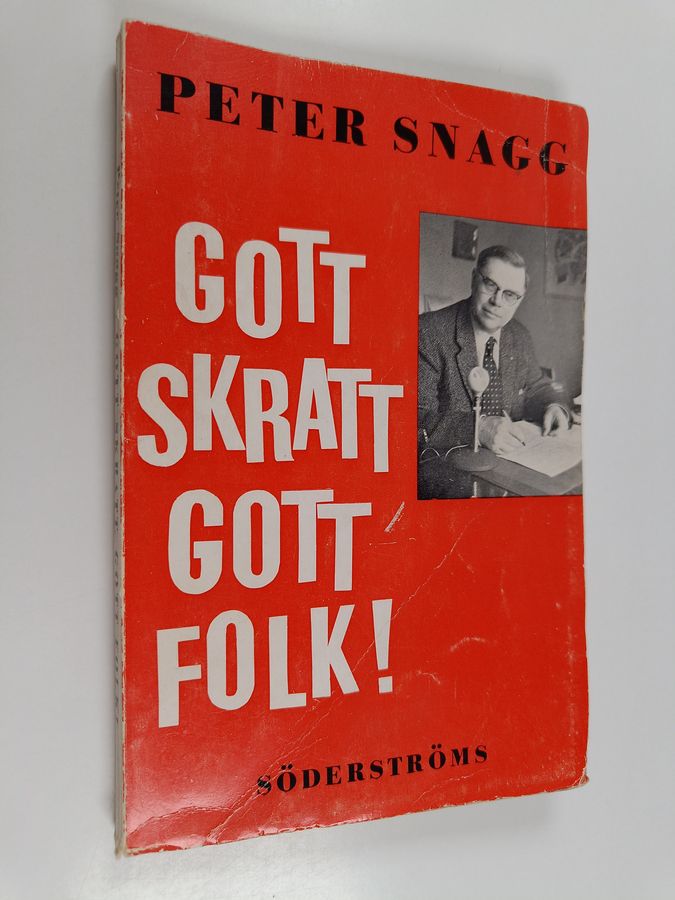 PETER SNAGG
GOTT
SKRATT
GOTT
FOLK!
SÖDERSTRÖMS